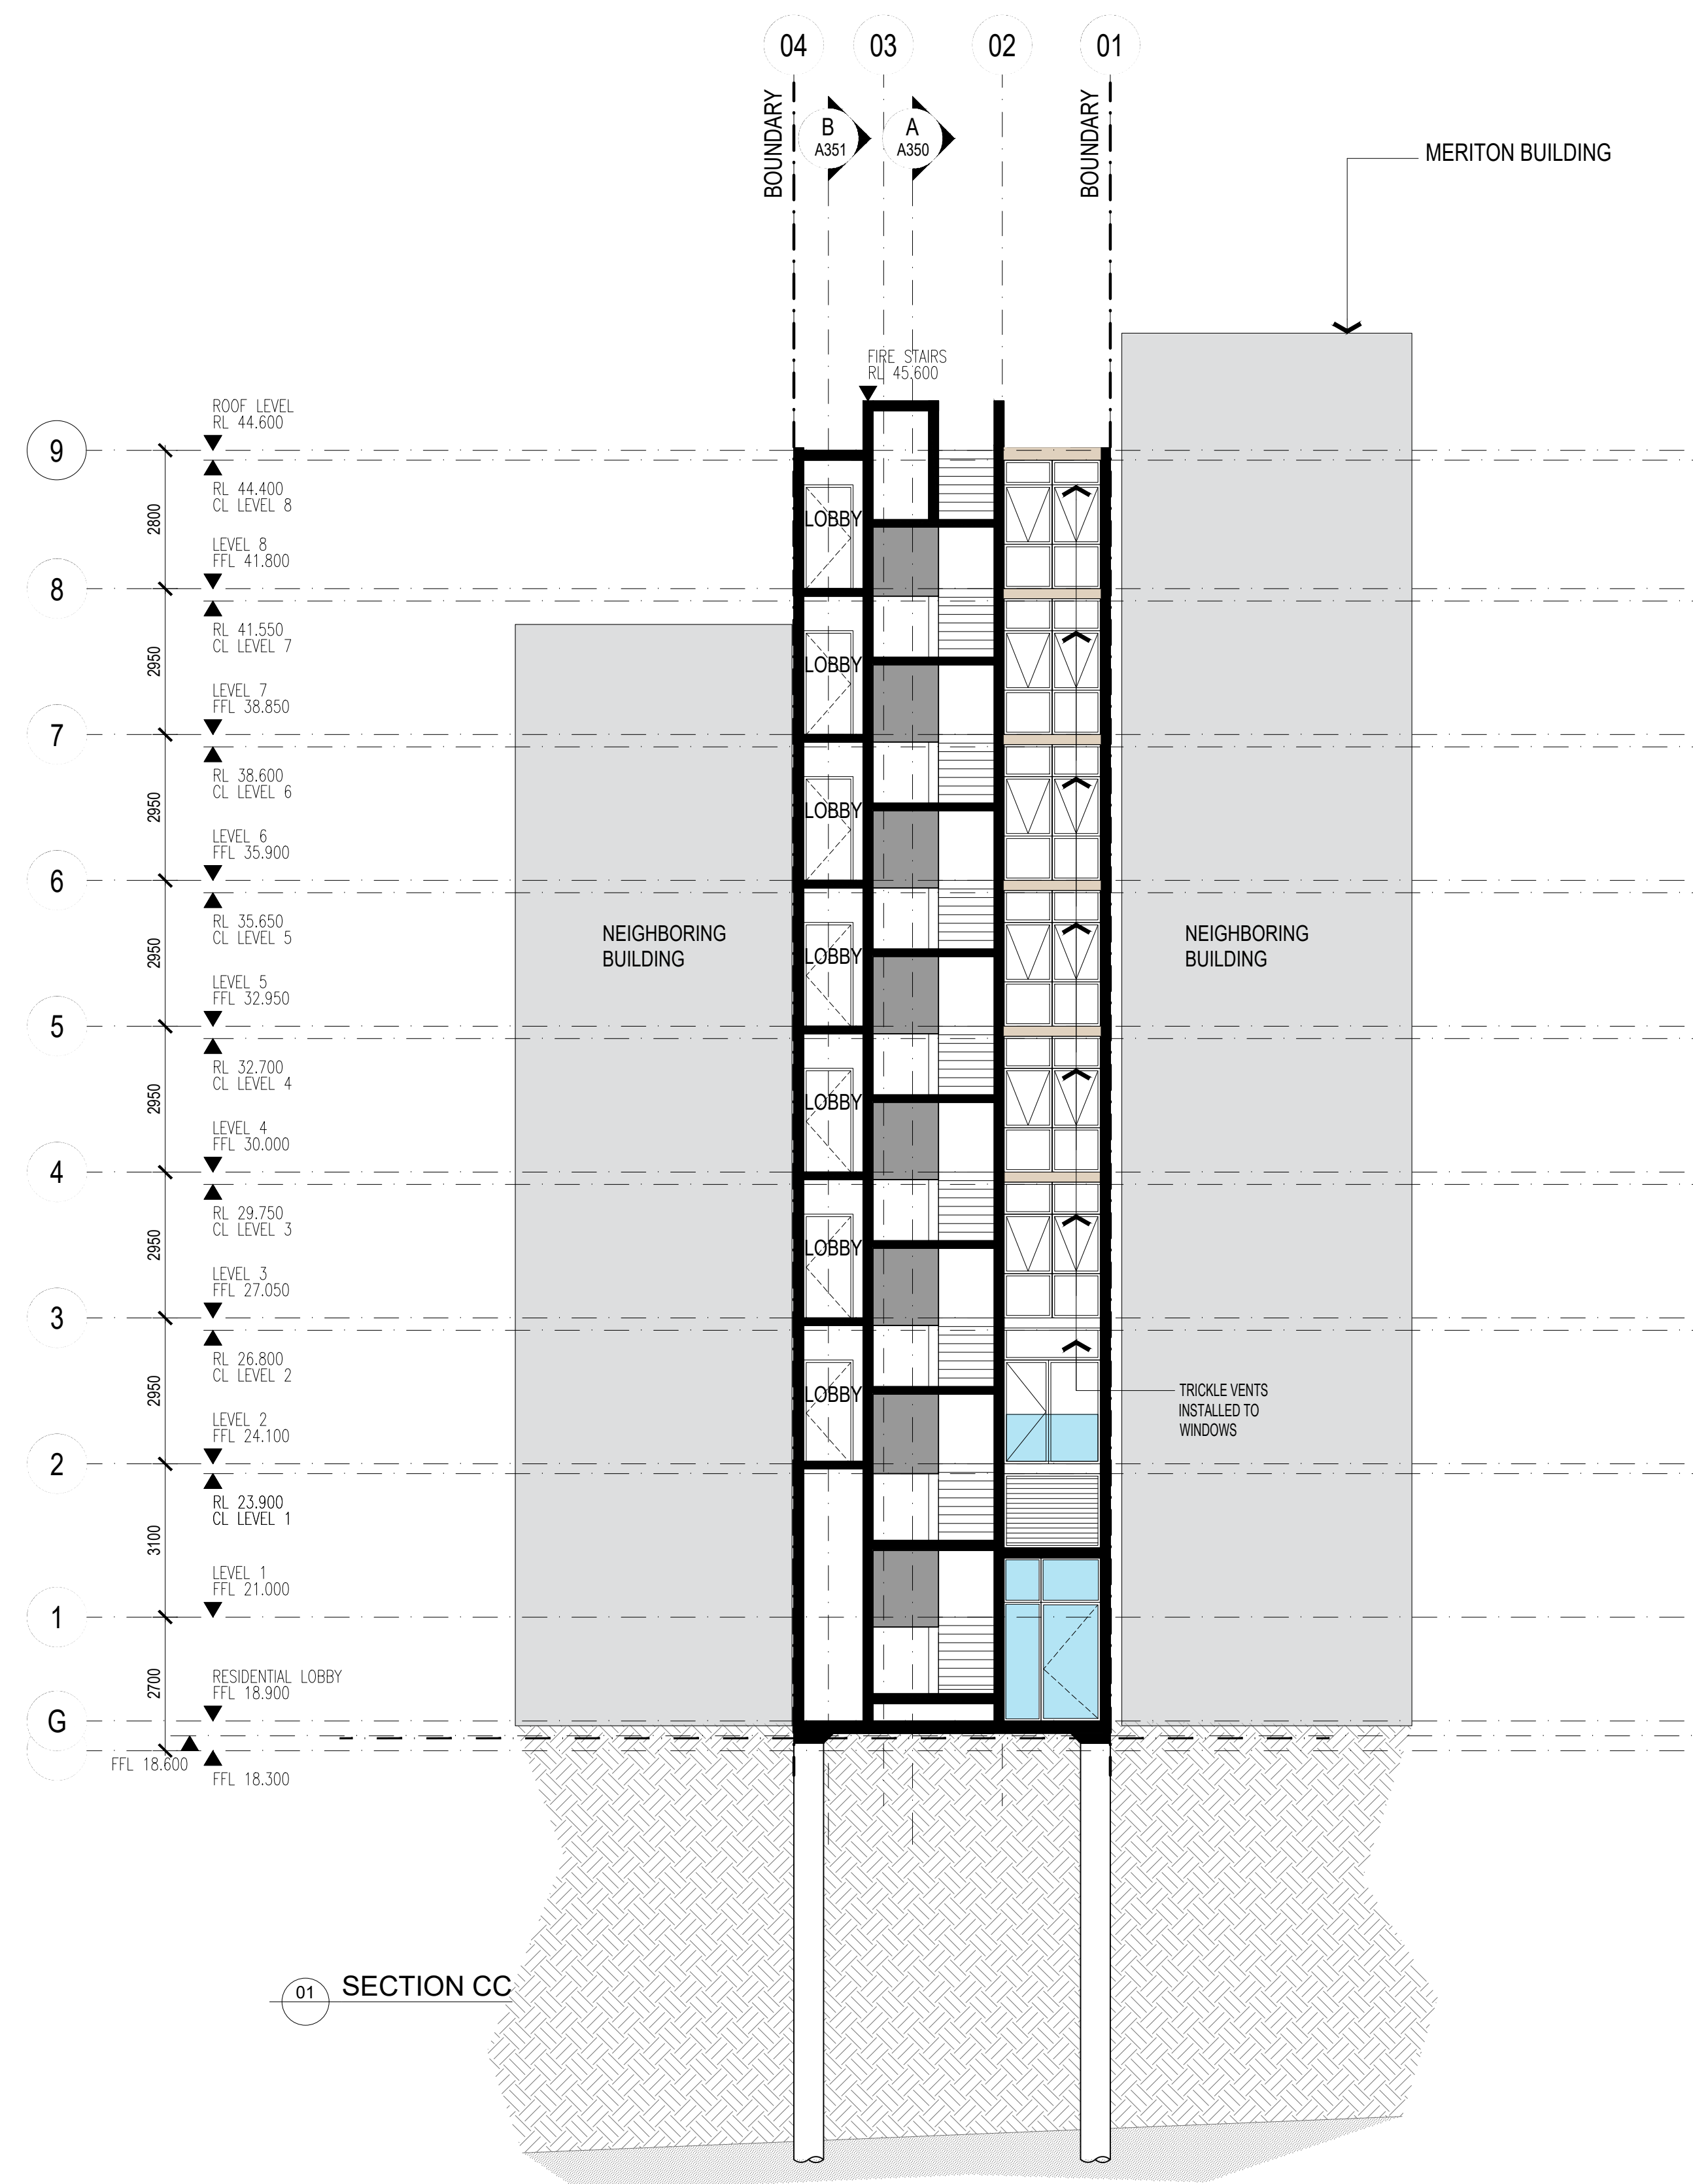 04
03
02
01
BOUNDARY
BOUNDARY
B
A351
A
A350
MERITON BUILDING
FIRE STAIRS
RL 45.600
ROOF LEVEL
RL 44.600
9
RL 44.400
CL LEVEL 8
2800
LOBBY
LEVEL 8
FFL 41.800
8
RL 41.550
CL LEVEL 7
2950
LOBBY
LEVEL 7
FFL 38.850
7
RL 38.600
CL LEVEL 6
2950
LOBBY
LEVEL 6
FFL 35.900
6
RL 35.650
CL LEVEL 5
2950
NEIGHBORING
BUILDING
LOBBY
NEIGHBORING
BUILDING
LEVEL 5
FFL 32.950
5
RL 32.700
CL LEVEL 4
2950
LOBBY
LEVEL 4
FFL 30.000
4
RL 29.750
CL LEVEL 3
2950
LOBBY
LEVEL 3
FFL 27.050
3
RL 26.800
CL LEVEL 2
2950
LOBBY
TRICKLE VENTS
INSTALLED TO
WINDOWS
LEVEL 2
FFL 24.100
2
RL 23.900
CL LEVEL 1
3100
LEVEL 1
FFL 21.000
1
2700
RESIDENTIAL LOBBY
FFL 18.900
G
FFL 18.600
FFL 18.300
01
SECTION CC